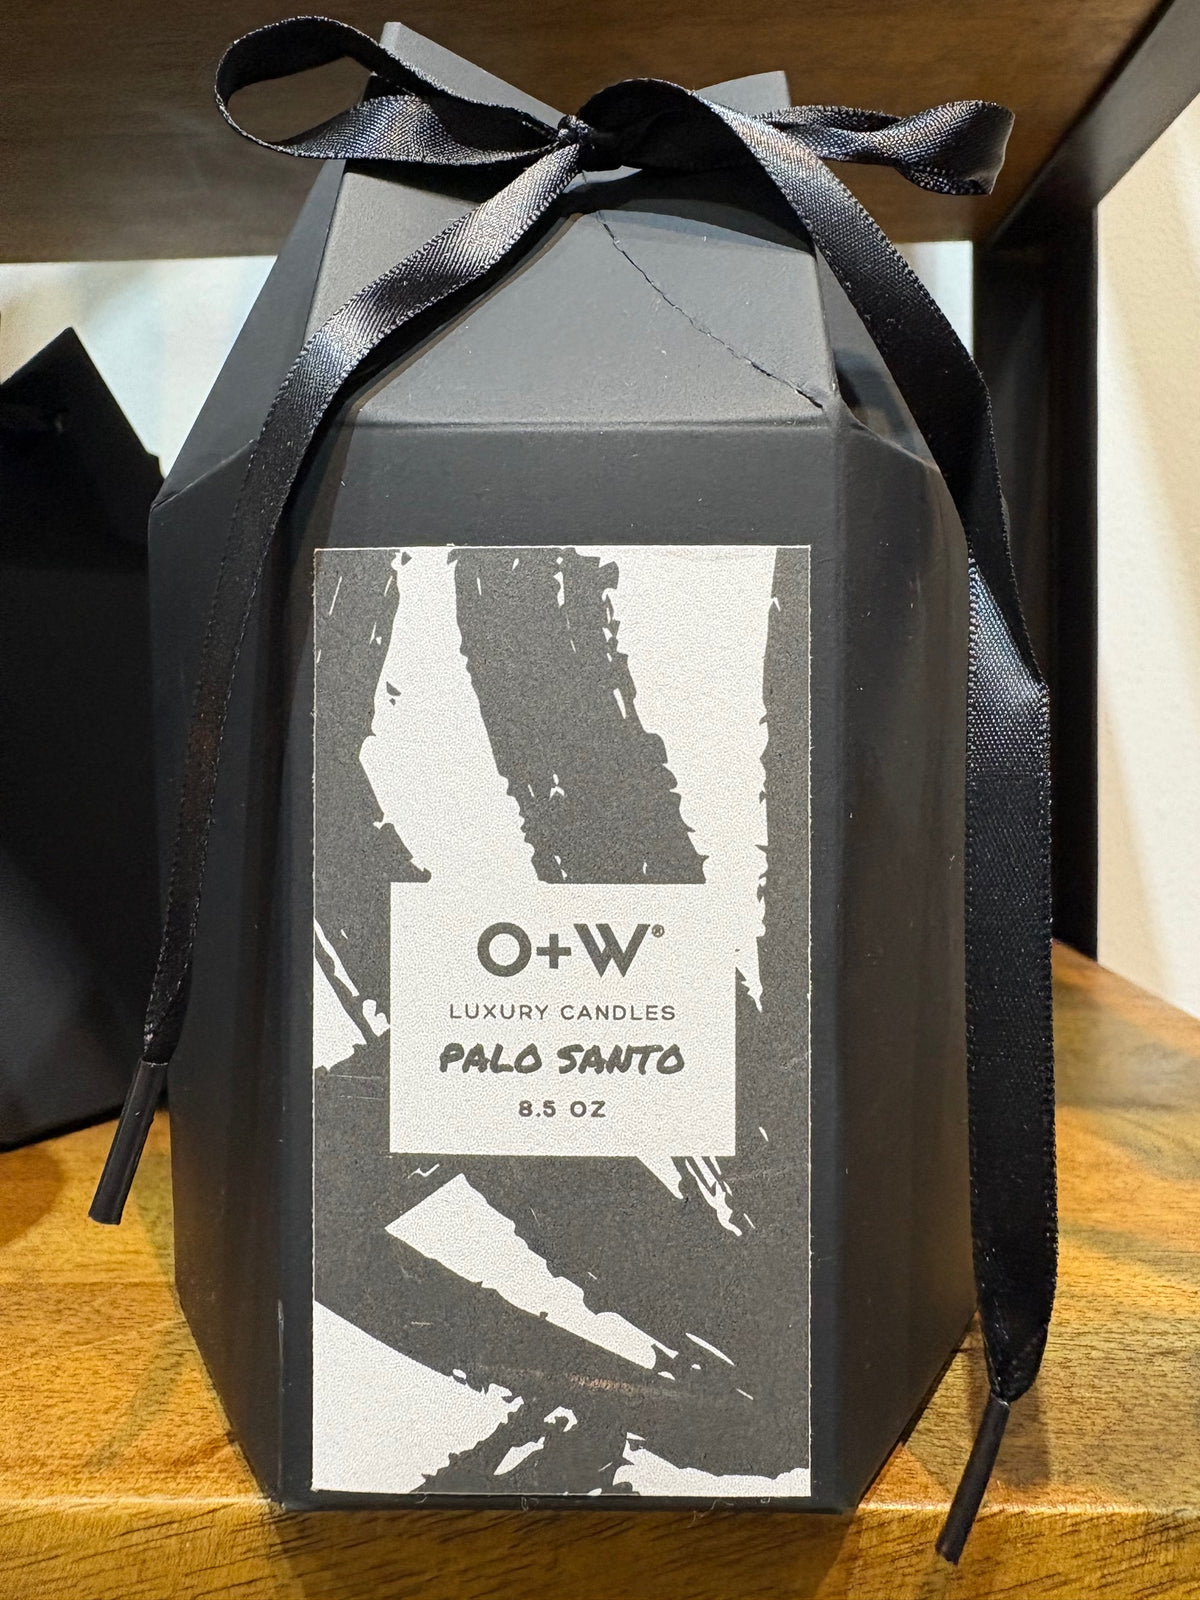 O+W®
LUXURY CANDLES
PALO SANTO
8.5 OZ